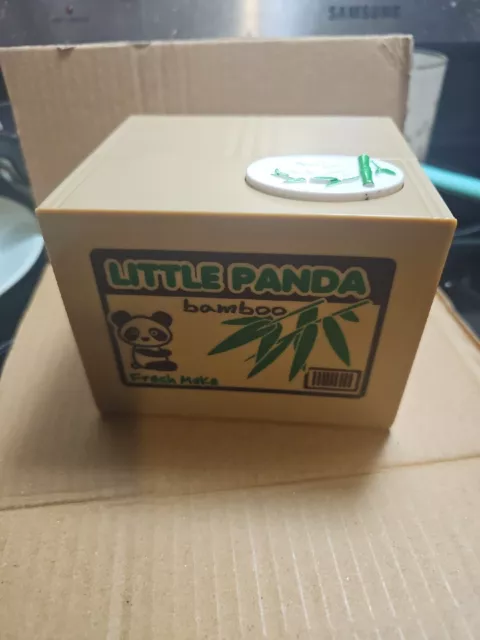 SAMSUNG
LITTLE PANDA
bamboo
Fresh Make